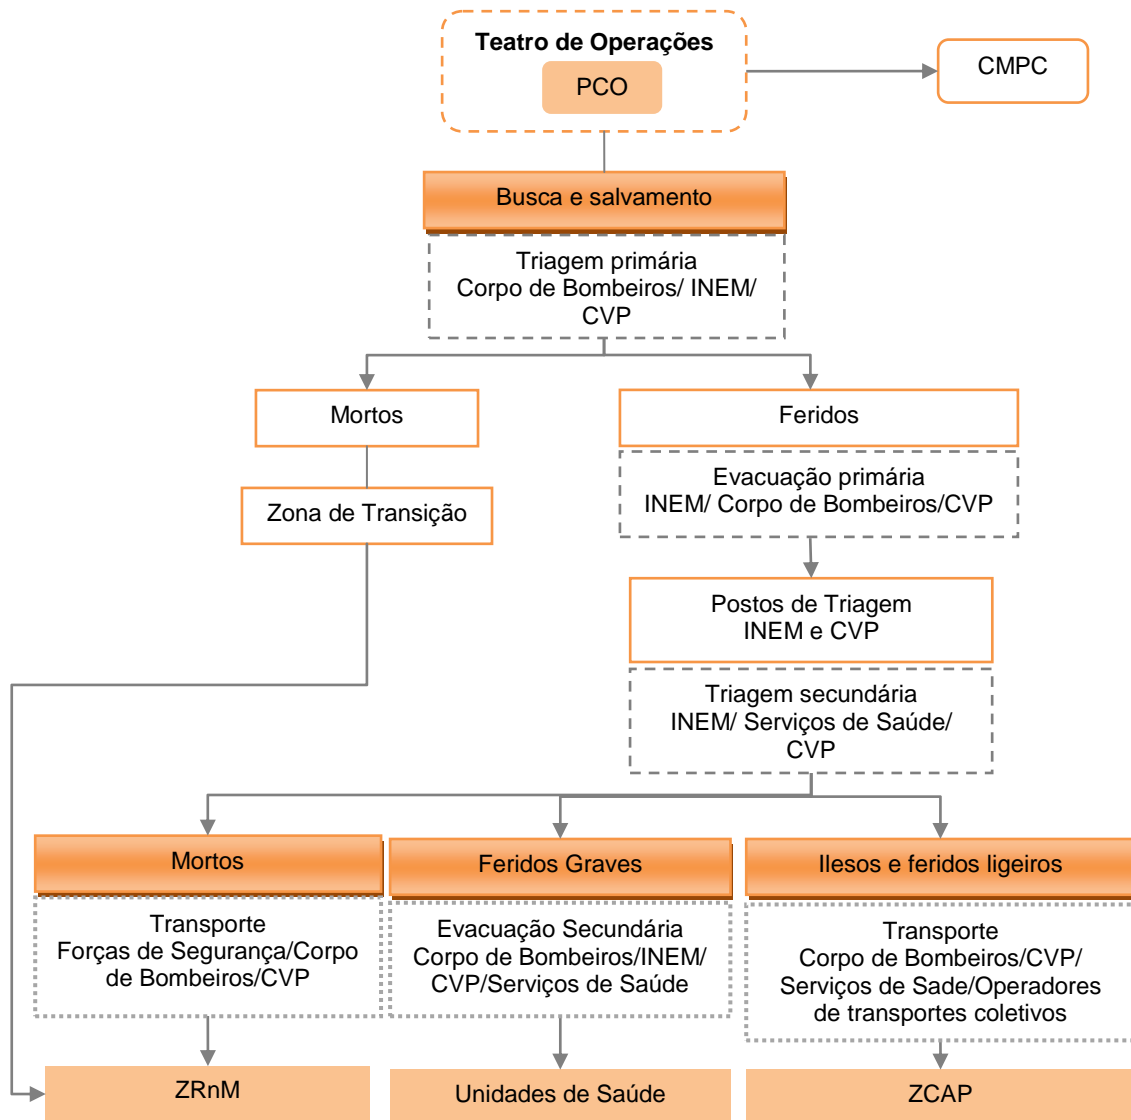 Teatro de Operações
PCO
CMPC
Busca e salvamento
Triagem primária
Corpo de Bombeiros/ INEM/
CVP
Mortos
Feridos
Evacuação primária
INEM/ Corpo de Bombeiros/CVP
Zona de Transição
Postos de Triagem
INEM e CVP
Triagem secundária
INEM/ Serviços de Saúde/
CVP
Mortos
Feridos Graves
Ilesos e feridos ligeiros
Transporte
Forças de Segurança/Corpo
de Bombeiros/CVP
Evacuação Secundária
Corpo de Bombeiros/INEM/
CVP/Serviços de Saúde
Transporte
Corpo de Bombeiros/CVP/
Serviços de Sade/Operadores
de transportes coletivos
ZRnM
Unidades de Saúde
ZCAP